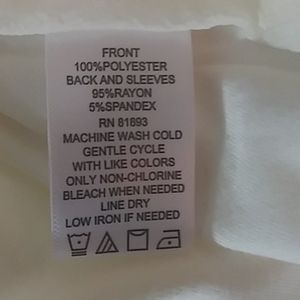 FRONT
100%POLYESTER
BACK AND SLEEVES
95%RAYON
5%SPANDEX
RN 81893
MACHINE WASH COLD
GENTLE CYCLE
WITH LIKE COLORS
ONLY NON-CHLORINE
BLEACH WHEN NEEDED
LINE DRY
LOW IRON IF NEEDED